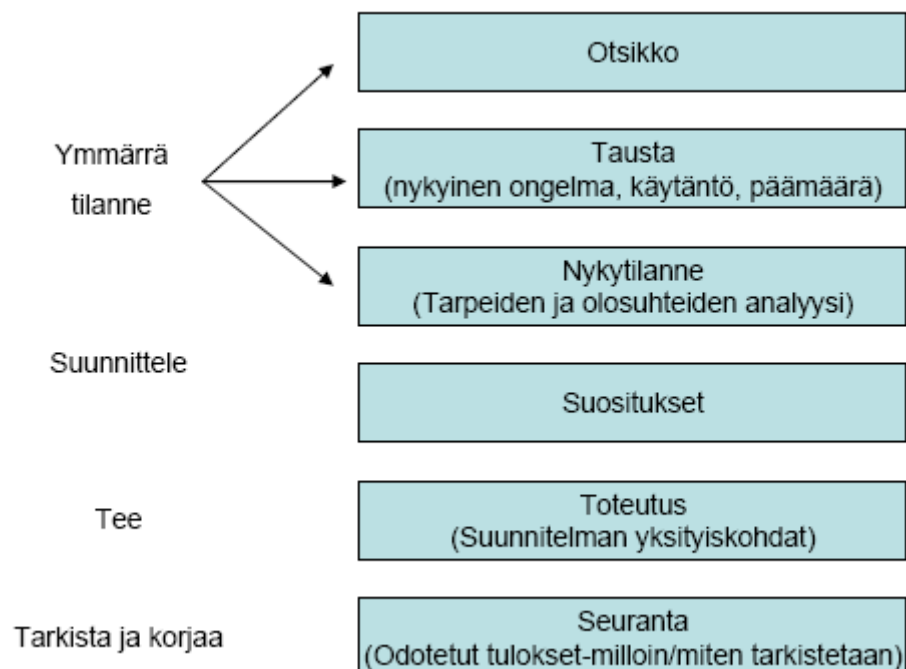 Otsikko
Ymmärrä
tilanne
Tausta
(nykyinen ongelma, käytäntö, päämäärä)
Nykytilanne
(Tarpeiden ja olosuhteiden analyysi)
Suunnittele
Suositukset
Tee
Toteutus
(Suunnitelman yksityiskohdat)
Tarkista ja korjaa
Seuranta
(Odotetut tulokset-milloin/miten tarkistetaan)